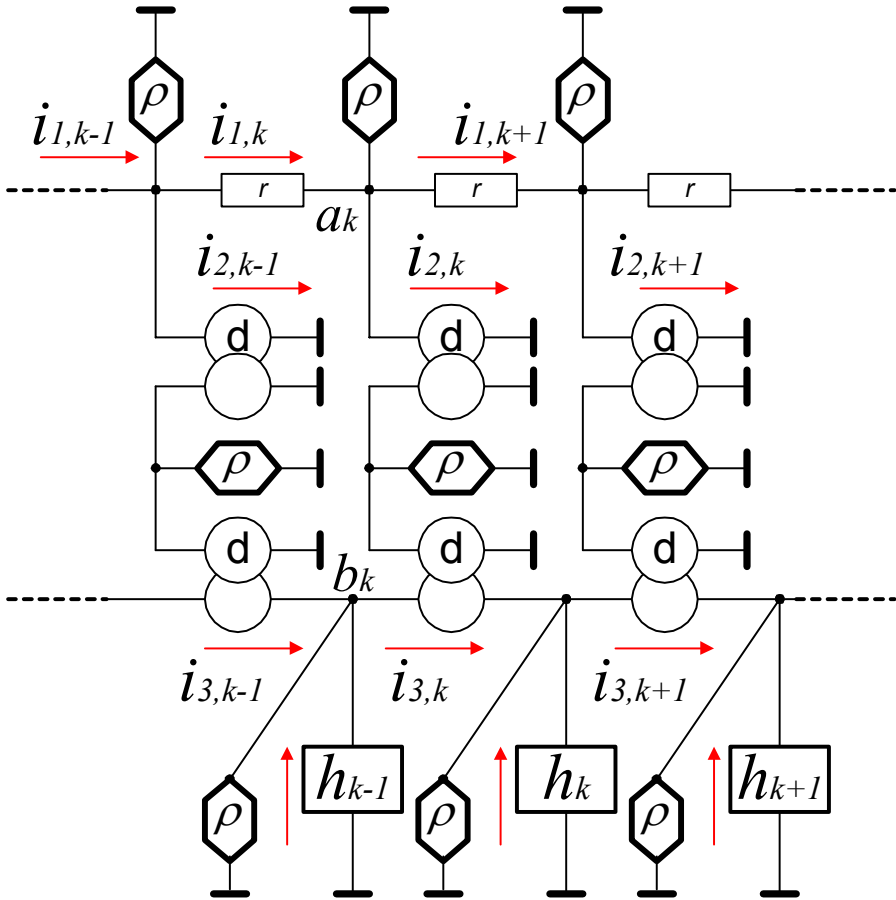 ρ ρ ρ
i1,k-1 i1,k i1,k+1
r r r
ak
i2,k-1 i2,k i2,k+1
d d d
ρ ρ ρ
d d d
bk
i3,k-1 i3,k i3,k+1
hk-1 hk hk+1
ρ ρ ρ